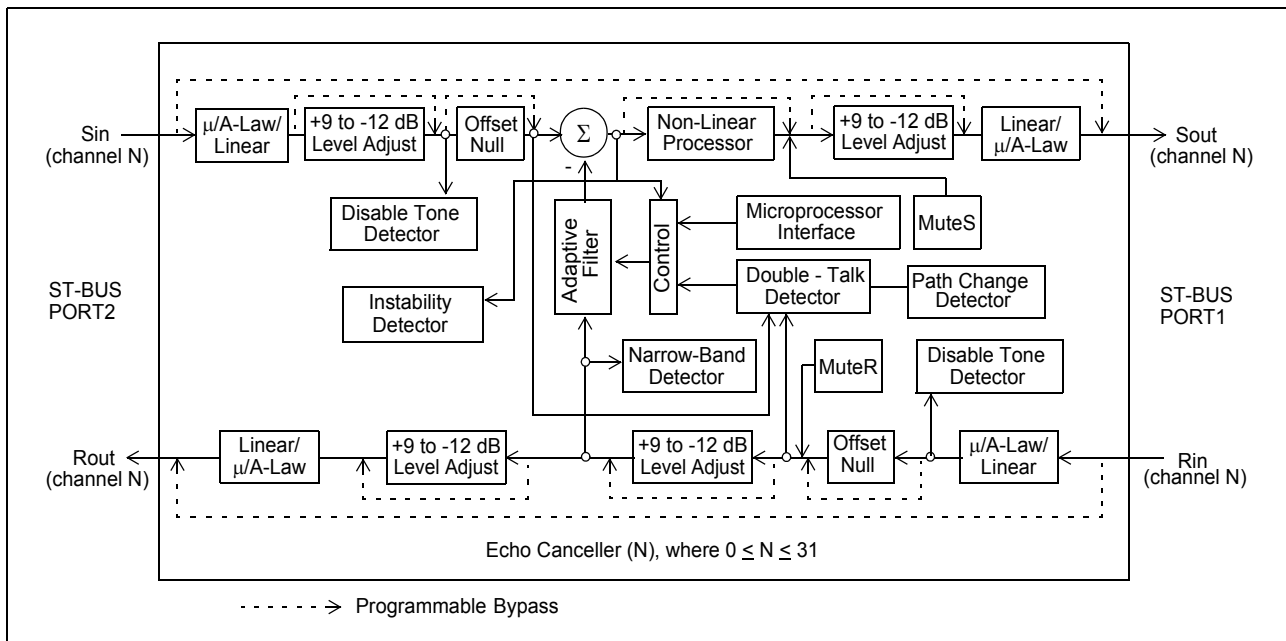 Sin
(channel N)
μ/A-Law/
Linear
+9 to -12 dB
Level Adjust
Offset
Null
Σ
-
Non-Linear
Processor
+9 to -12 dB
Level Adjust
Linear/
μ/A-Law
Sout
(channel N)
Disable Tone
Detector
Adaptive
Filter
Control
Microprocessor
Interface
MuteS
ST-BUS
PORT2
Instability
Detector
Double - Talk
Detector
Path Change
Detector
ST-BUS
PORT1
Narrow-Band
Detector
MuteR
Disable Tone
Detector
Rout
(channel N)
Linear/
μ/A-Law
+9 to -12 dB
Level Adjust
+9 to -12 dB
Level Adjust
Offset
Null
μ/A-Law/
Linear
Rin
(channel N)
Echo Canceller (N), where 0 ≤ N ≤ 31
Programmable Bypass